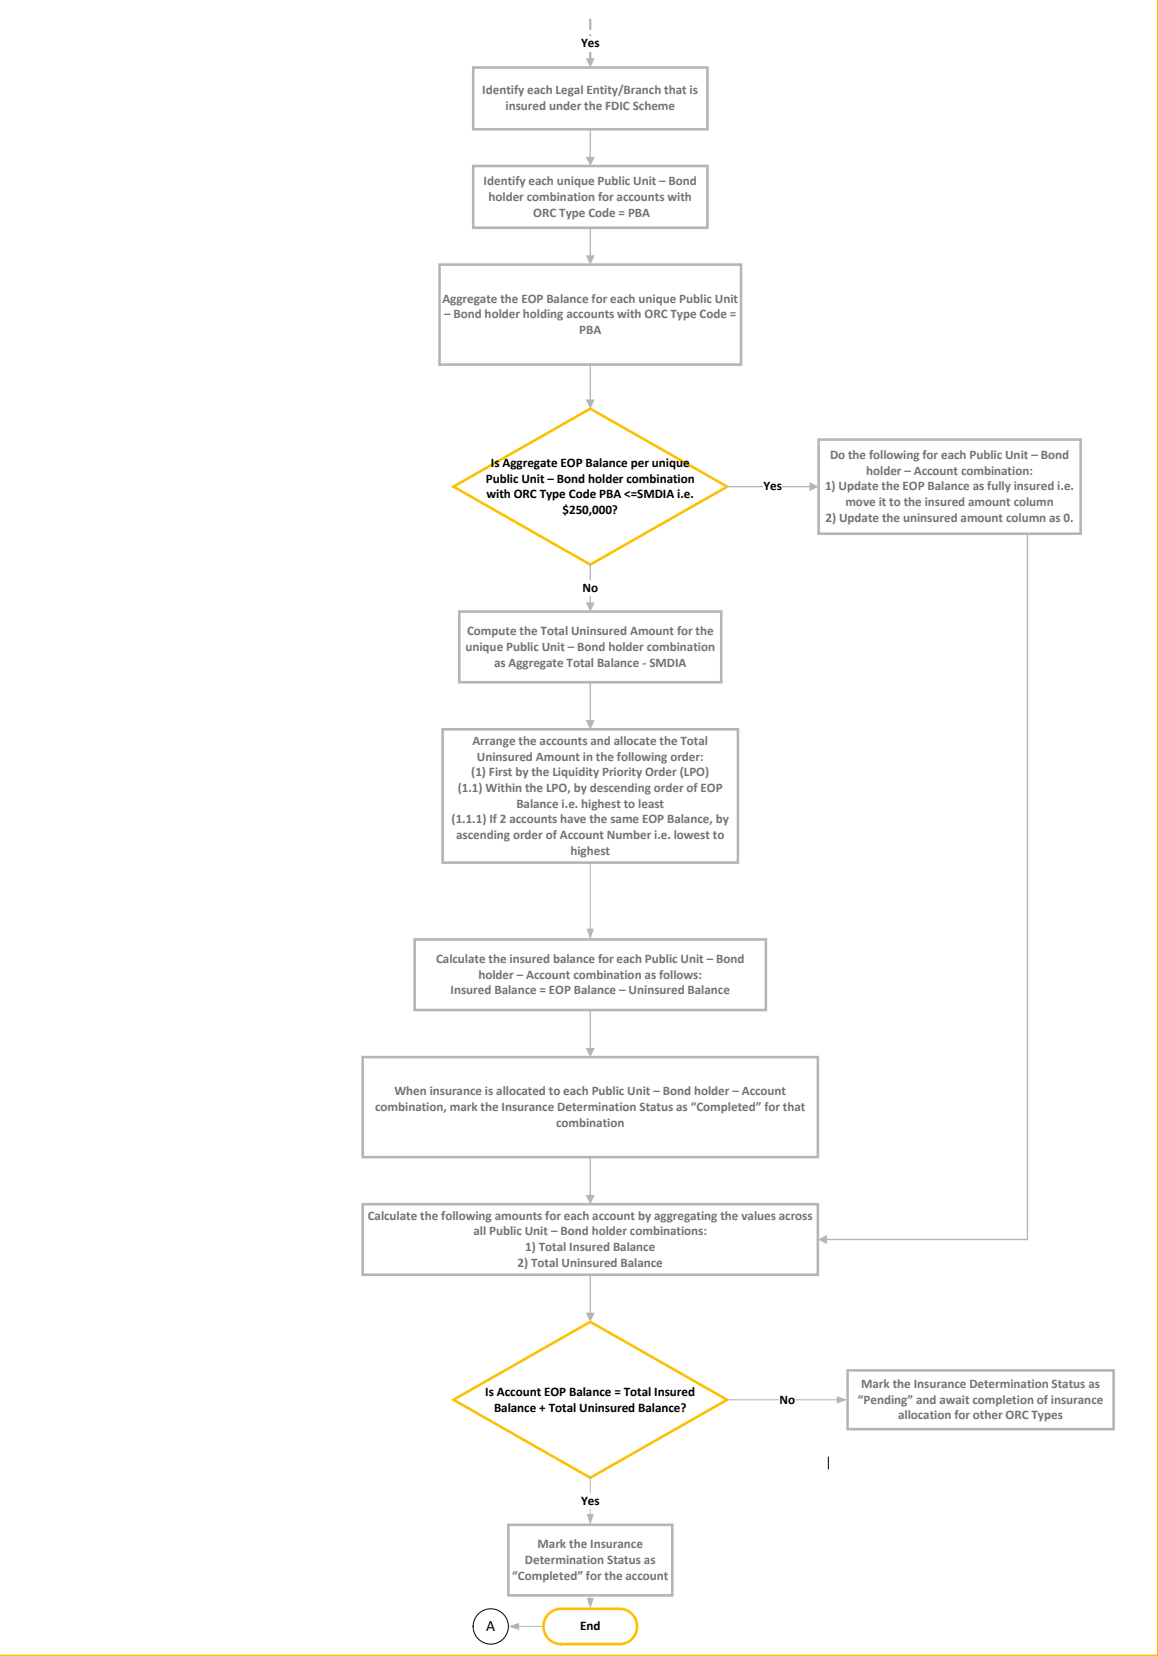 Yes
Identify each Legal Entity/Branch that is
insured under the FDIC Scheme
Identify each unique Public Unit – Bond
holder combination for accounts with
ORC Type Code = PBA
Aggregate the EOP Balance for each unique Public Unit
– Bond holder holding accounts with ORC Type Code =
PBA
Is Aggregate EOP Balance per unique
Public Unit – Bond holder combination
with ORC Type Code PBA <=SMDIA i.e.
$250,000?
Yes
Do the following for each Public Unit – Bond
holder – Account combination:
1) Update the EOP Balance as fully insured i.e.
move it to the insured amount column
2) Update the uninsured amount column as 0.
No
Compute the Total Uninsured Amount for the
unique Public Unit – Bond holder combination
as Aggregate Total Balance - SMDIA
Arrange the accounts and allocate the Total
Uninsured Amount in the following order:
(1) First by the Liquidity Priority Order (LPO)
(1.1) Within the LPO, by descending order of EOP
Balance i.e. highest to least
(1.1.1) If 2 accounts have the same EOP Balance, by
ascending order of Account Number i.e. lowest to
highest
Calculate the insured balance for each Public Unit – Bond
holder – Account combination as follows:
Insured Balance = EOP Balance – Uninsured Balance
When insurance is allocated to each Public Unit – Bond holder – Account
combination, mark the Insurance Determination Status as “Completed” for that
combination
Calculate the following amounts for each account by aggregating the values across
all Public Unit – Bond holder combinations:
1) Total Insured Balance
2) Total Uninsured Balance
Is Account EOP Balance = Total Insured
Balance + Total Uninsured Balance?
No
Mark the Insurance Determination Status as
“Pending” and await completion of insurance
allocation for other ORC Types
Yes
Mark the Insurance
Determination Status as
“Completed” for the account
A
End